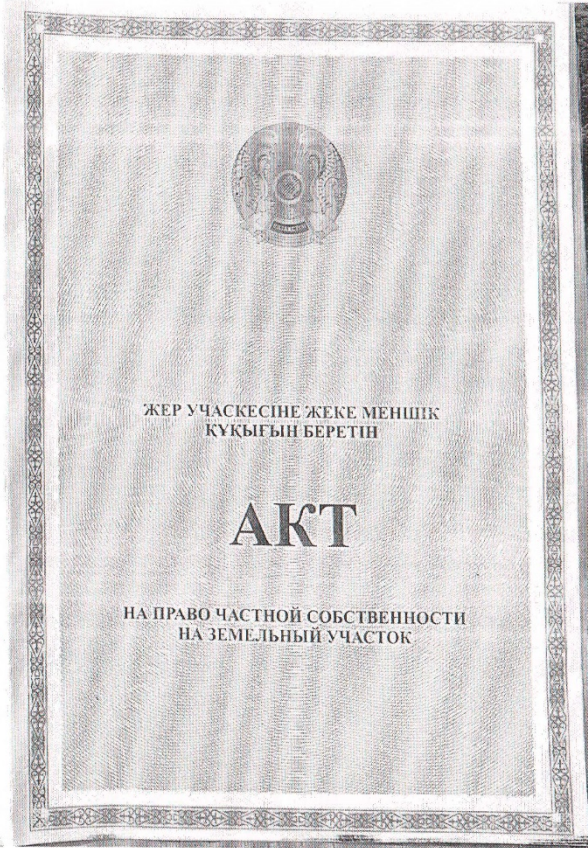 ЖЕР УЧАСКЕСІНЕ ЖЕКЕ МЕНШІК
ҚҰҚЫҒЫН БЕРЕТІН
АКТ
НА ПРАВО ЧАСТНОЙ СОБСТВЕННОСТИ
НА ЗЕМЕЛЬНЫЙ УЧАСТОК